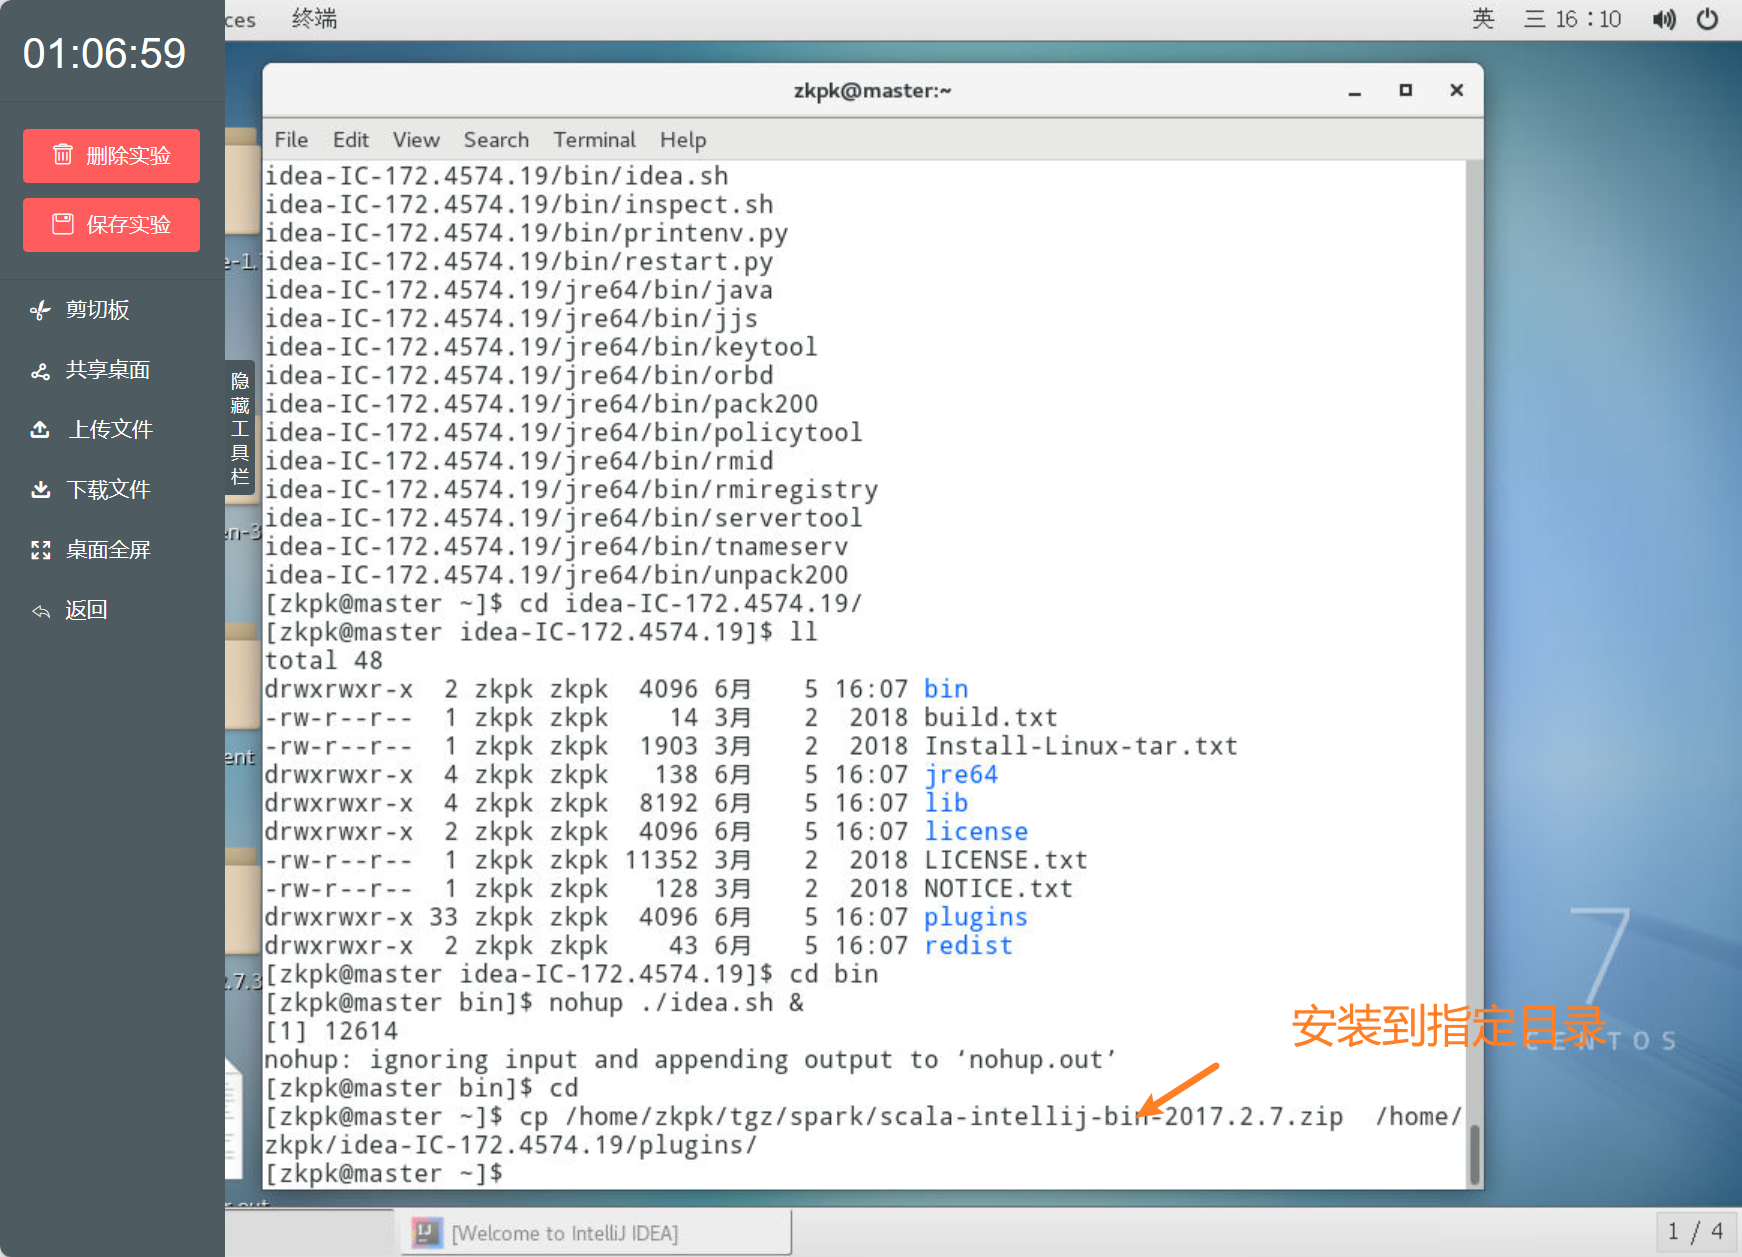 01:06:59
删除实验
保存实验
剪切板
共享桌面
上传文件
下载文件
桌面全屏
返回
隐藏工具栏
ces 终端
英 三 16:10
zkpk@master:~
File Edit View Search Terminal Help
idea-IC-172.4574.19/bin/idea.sh
idea-IC-172.4574.19/bin/inspect.sh
idea-IC-172.4574.19/bin/printenv.py
idea-IC-172.4574.19/bin/restart.py
idea-IC-172.4574.19/jre64/bin/java
idea-IC-172.4574.19/jre64/bin/jjs
idea-IC-172.4574.19/jre64/bin/keytool
idea-IC-172.4574.19/jre64/bin/orbd
idea-IC-172.4574.19/jre64/bin/pack200
idea-IC-172.4574.19/jre64/bin/policytool
idea-IC-172.4574.19/jre64/bin/rmid
idea-IC-172.4574.19/jre64/bin/rmiregistry
idea-IC-172.4574.19/jre64/bin/servertool
idea-IC-172.4574.19/jre64/bin/tnameserv
idea-IC-172.4574.19/jre64/bin/unpack200
[zkpk@master ~]$ cd idea-IC-172.4574.19/
[zkpk@master idea-IC-172.4574.19]$ ll
total 48
drwxrwxr-x 2 zkpk zkpk 4096 6月 5 16:07 bin
-rw-r--r-- 1 zkpk zkpk 14 3月 2 2018 build.txt
-rw-r--r-- 1 zkpk zkpk 1903 3月 2 2018 Install-Linux-tar.txt
drwxrwxr-x 4 zkpk zkpk 138 6月 5 16:07 jre64
drwxrwxr-x 4 zkpk zkpk 8192 6月 5 16:07 lib
drwxrwxr-x 2 zkpk zkpk 4096 6月 5 16:07 license
-rw-r--r-- 1 zkpk zkpk 11352 3月 2 2018 LICENSE.txt
-rw-r--r-- 1 zkpk zkpk 128 3月 2 2018 NOTICE.txt
drwxrwxr-x 33 zkpk zkpk 4096 6月 5 16:07 plugins
drwxrwxr-x 2 zkpk zkpk 43 6月 5 16:07 redist
[zkpk@master idea-IC-172.4574.19]$ cd bin
[zkpk@master bin]$ nohup ./idea.sh &
[1] 12614
nohup: ignoring input and appending output to ‘nohup.out’
[zkpk@master bin]$ cd
[zkpk@master ~]$ cp /home/zkpk/tgz/spark/scala-intellij-bin-2017.2.7.zip /home/
zkpk/idea-IC-172.4574.19/plugins/
[zkpk@master ~]$
安装到指定目录
7
CENTOS
e-1.
en-3
ent
2.7.3
[Welcome to IntelliJ IDEA]
1 / 4